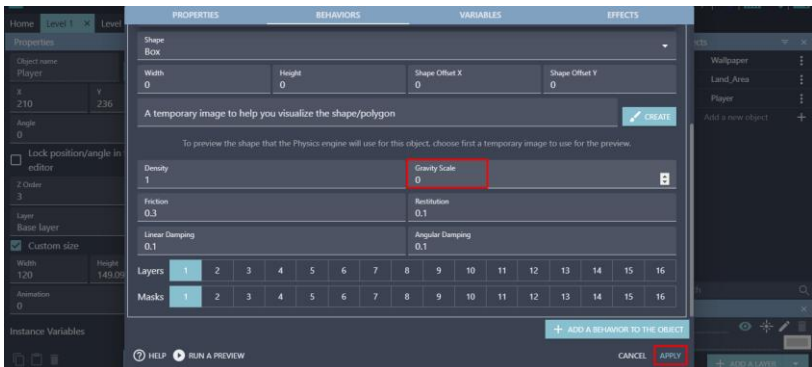 PROPERTIES BEHAVIORS VARIABLES EFFECTS
Home Level 1 × Level
Properties
Object name
Player
X Y
210 236
Angle
0
Lock position/angle in
editor
Z Order
3
Layer
Base layer
Custom size
Width Height
120 149.09
Animation
0
Instance Variables
Shape
Box
Width Height Shape Offset X Shape Offset Y
0 0 0 0
A temporary image to help you visualize the shape/polygon
CREATE
To preview the shape that the Physics engine will use for this object, choose first a temporary image to use for the preview.
Density Gravity Scale
1 0
Friction Restitution
0.3 0.1
Linear Damping Angular Damping
0.1 0.1
Layers 1 2 3 4 5 6 7 8 9 10 11 12 13 14 15 16
Masks 1 2 3 4 5 6 7 8 9 10 11 12 13 14 15 16
+ ADD A BEHAVIOR TO THE OBJECT
HELP RUN A PREVIEW CANCEL APPLY
Wallpaper
Land_Area
Player
Add a new object +
+ ADD A LAYER